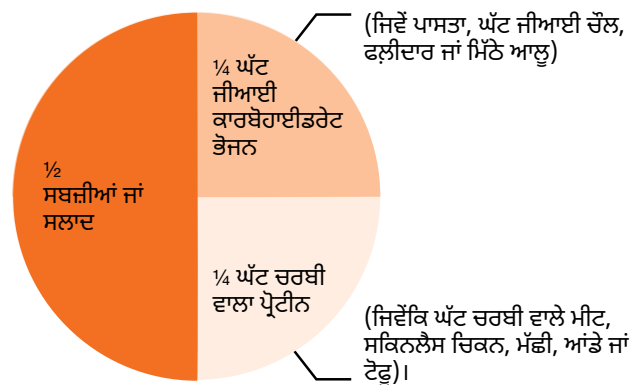 (ਜਿਵੇਂ ਪਾਸਤਾ, ਘੱਟ ਜੀਆਈ ਚੌਲ,
ਫਲ਼ੀਦਾਰ ਜਾਂ ਮਿੱਠੇ ਆਲੂ)
¼ ਘੱਟ
ਜੀਆਈ
ਕਾਰਬੋਹਾਈਡਰੇਟ
ਭੋਜਨ
½
ਸਬਜ਼ੀਆਂ ਜਾਂ
ਸਲਾਦ
¼ ਘੱਟ ਚਰਬੀ
ਵਾਲਾ ਪ੍ਰੋਟੀਨ
(ਜਿਵੇਂਕਿ ਘੱਟ ਚਰਬੀ ਵਾਲੇ ਮੀਟ,
ਸਕਿਨਲੈਸ ਚਿਕਨ, ਮੱਛੀ, ਆਂਡੇ ਜਾਂ
ਟੋਫੂ)।